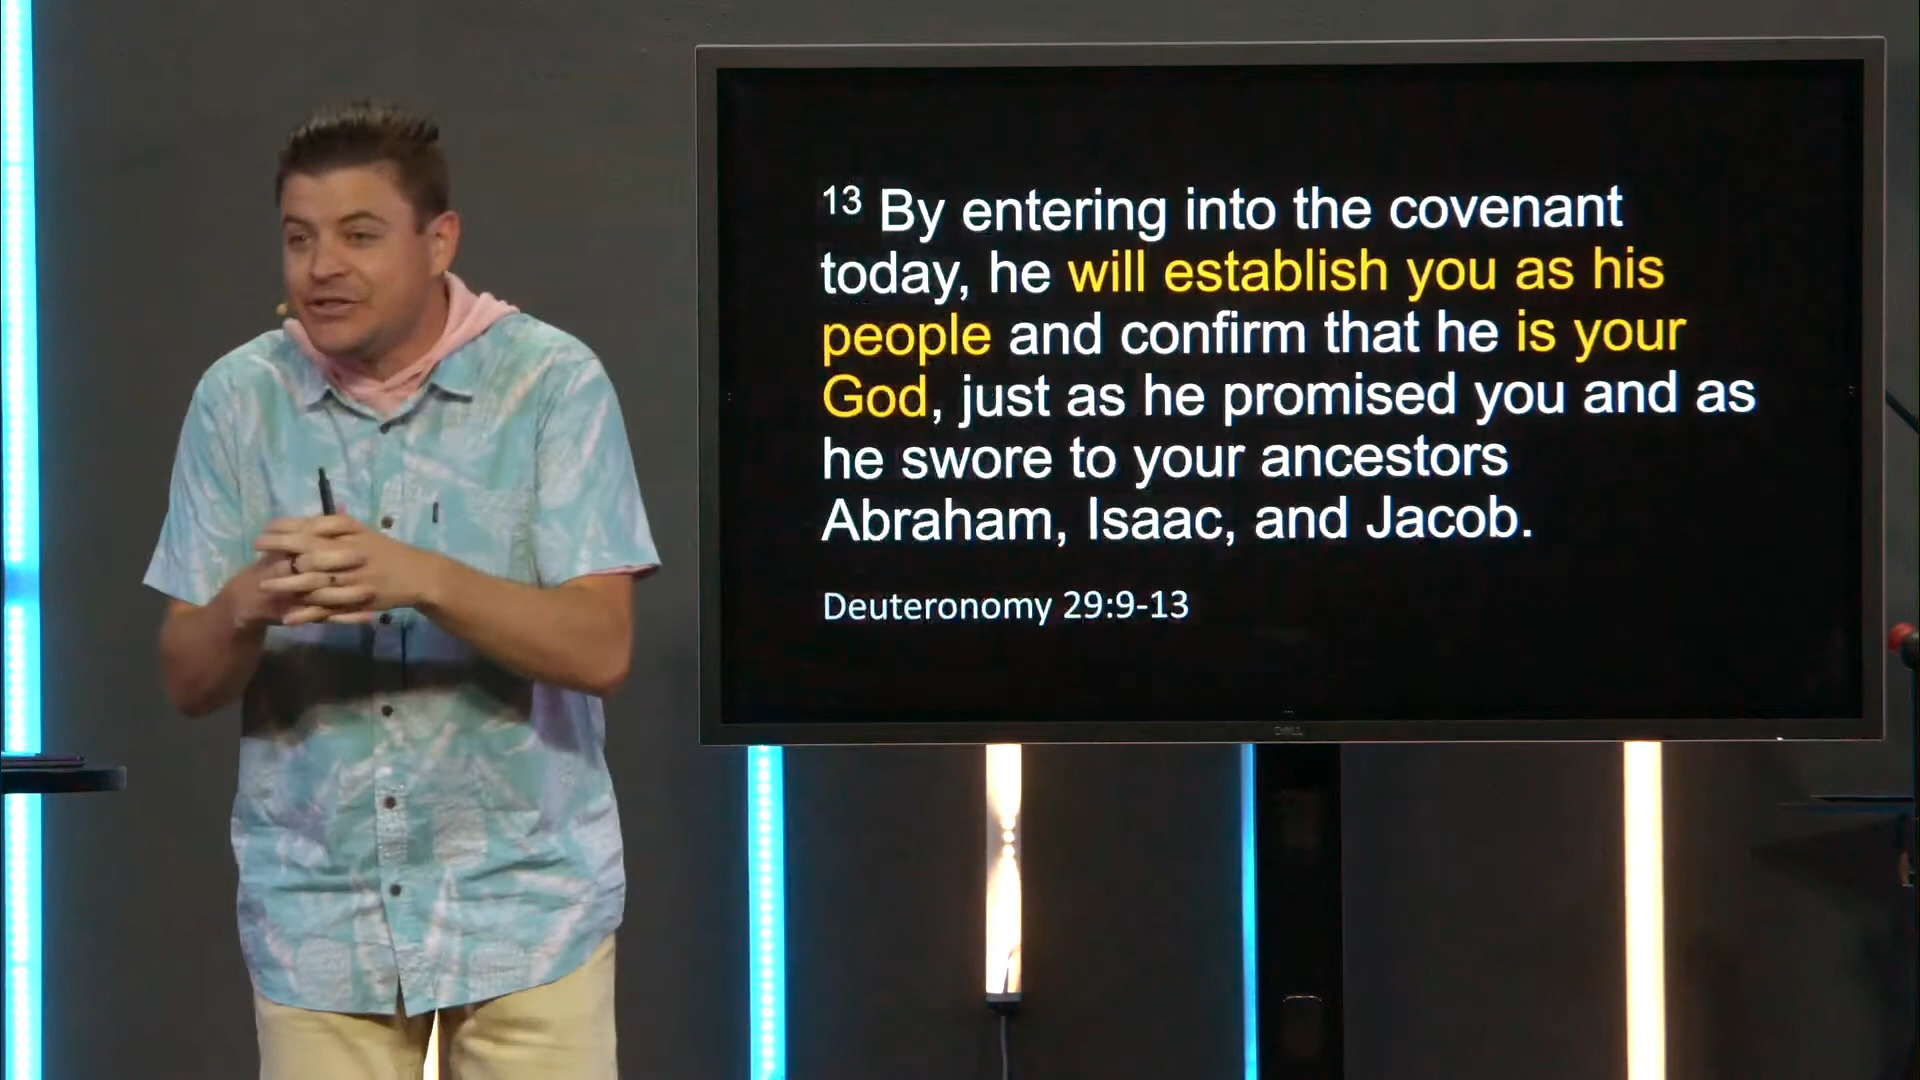 13 By entering into the covenant
today, he will establish you as his
people and confirm that he is your
God, just as he promised you and as
he swore to your ancestors
Abraham, Isaac, and Jacob.
Deuteronomy 29:9-13
DELL